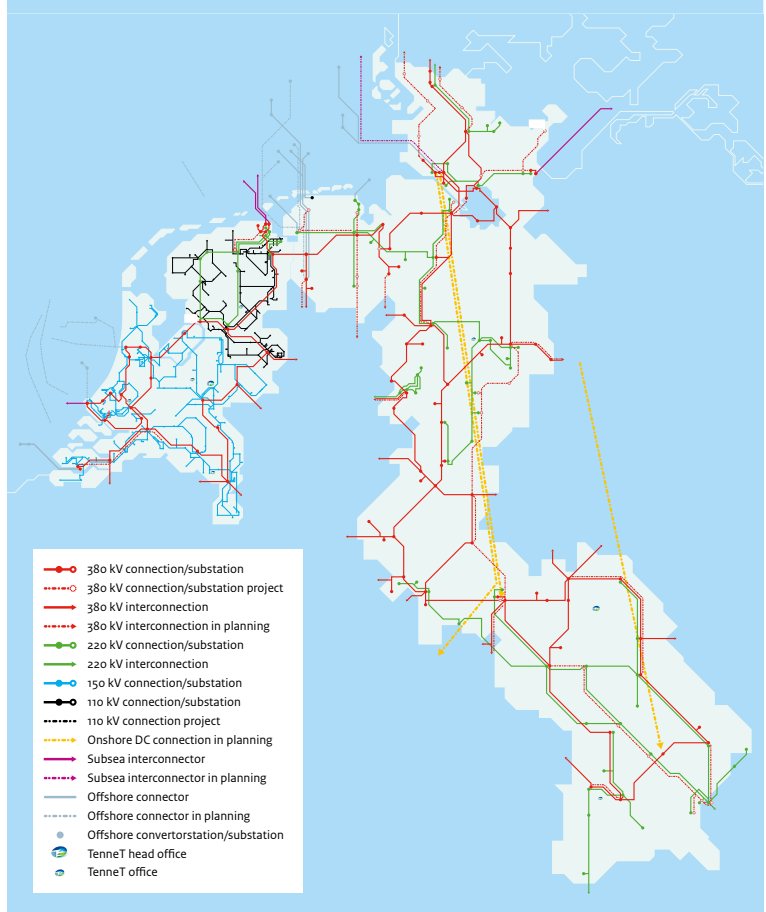 380 kV connection/substation
380 kV connection/substation project
380 kV interconnection
380 kV interconnection in planning
220 kV connection/substation
220 kV interconnection
150 kV connection/substation
110 kV connection/substation
110 kV connection project
Onshore DC connection in planning
Subsea interconnector
Subsea interconnector in planning
Offshore connector
Offshore connector in planning
Offshore convertorstation/substation
TenneT head office
TenneT office